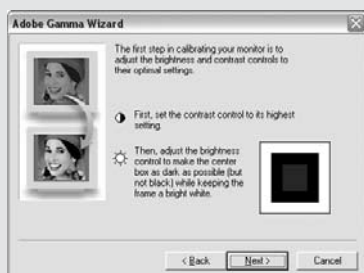 Adobe Gamma Wizard
The first step in calibrating your monitor is to
adjust the brightness and contrast controls to
their optimal settings.
First, set the contrast control to its highest
setting.
Then, adjust the brightness
control to make the center
box as dark as possible (but
not black) while keeping the
frame a bright white.
< Back
Next >
Cancel